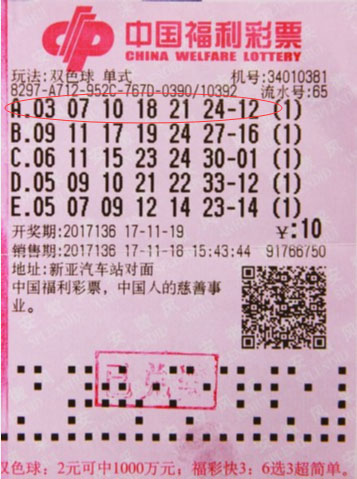 中国福利彩票
CHINA WELFARE LOTTERY
玩法:双色球 单式 机号:34010381
8297-A712-952C-767D-0390/10392 流水号:65
A.03 07 10 18 21 24-12 (1)
B.09 11 17 19 24 27-16 (1)
C.06 11 15 23 24 30-01 (1)
D.05 09 10 21 22 33-12 (1)
E.05 07 09 12 14 23-14 (1)
开奖期:2017136 17-11-19 ¥:10
销售期:2017136 17-11-18 15:43:44 91766750
地址:新亚汽车站对面
中国福利彩票，中国人的慈善事
业。
已兑奖
双色球：2元可中1000万元；福彩快3：6选3超简单。